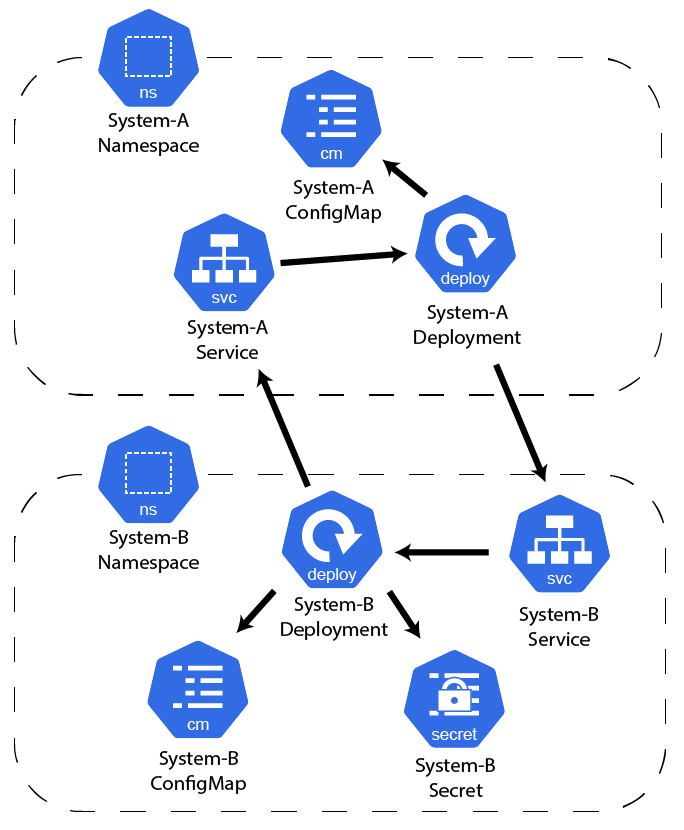 ns
System-A
Namespace
cm
System-A
ConfigMap
svc
System-A
Service
deploy
System-A
Deployment
ns
System-B
Namespace
deploy
System-B
Deployment
svc
System-B
Service
cm
System-B
ConfigMap
secret
System-B
Secret